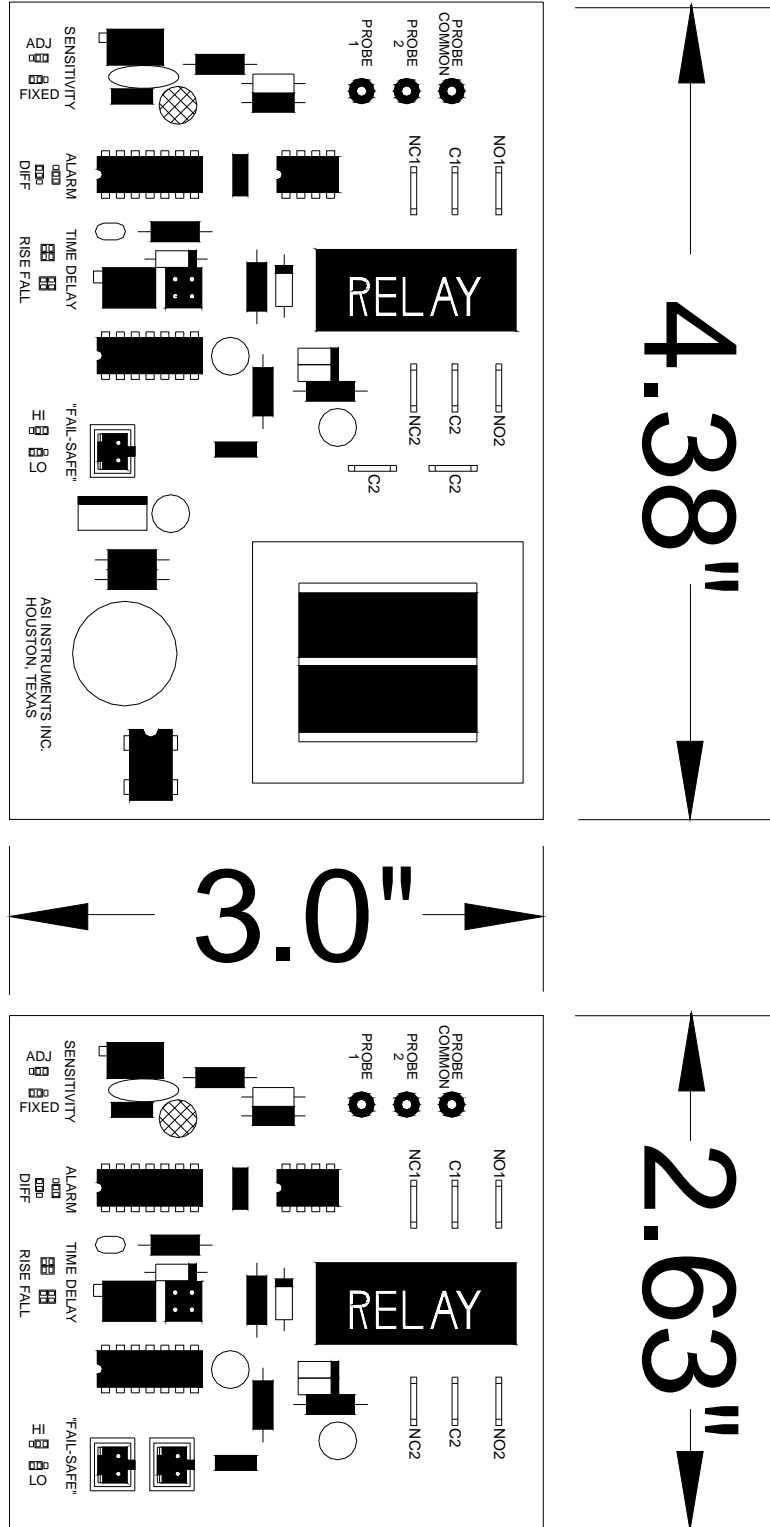 SENSITIVITY
ADJ
FIXED
PROBE
1
PROBE
2
PROBE
COMMON
ALARM
DIFF
NC1
C1
NO1
TIME DELAY
RISE FALL
RELAY
4.38"
"FAIL-SAFE"
HI
LO
NC2
C2
NO2
C2
C2
ASI INSTRUMENTS INC.
HOUSTON, TEXAS
3.0"
SENSITIVITY
ADJ
FIXED
PROBE
1
PROBE
2
PROBE
COMMON
ALARM
DIFF
NC1
C1
NO1
TIME DELAY
RISE FALL
RELAY
2.63"
"FAIL-SAFE"
HI
LO
NC2
C2
NO2